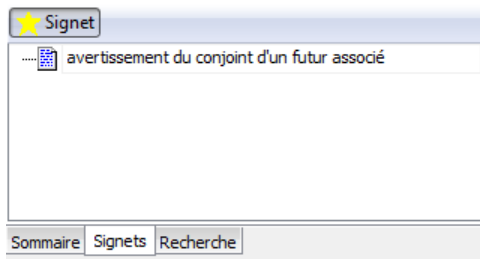 Signet
avertissement du conjoint d'un futur associé
Sommaire Signets Recherche